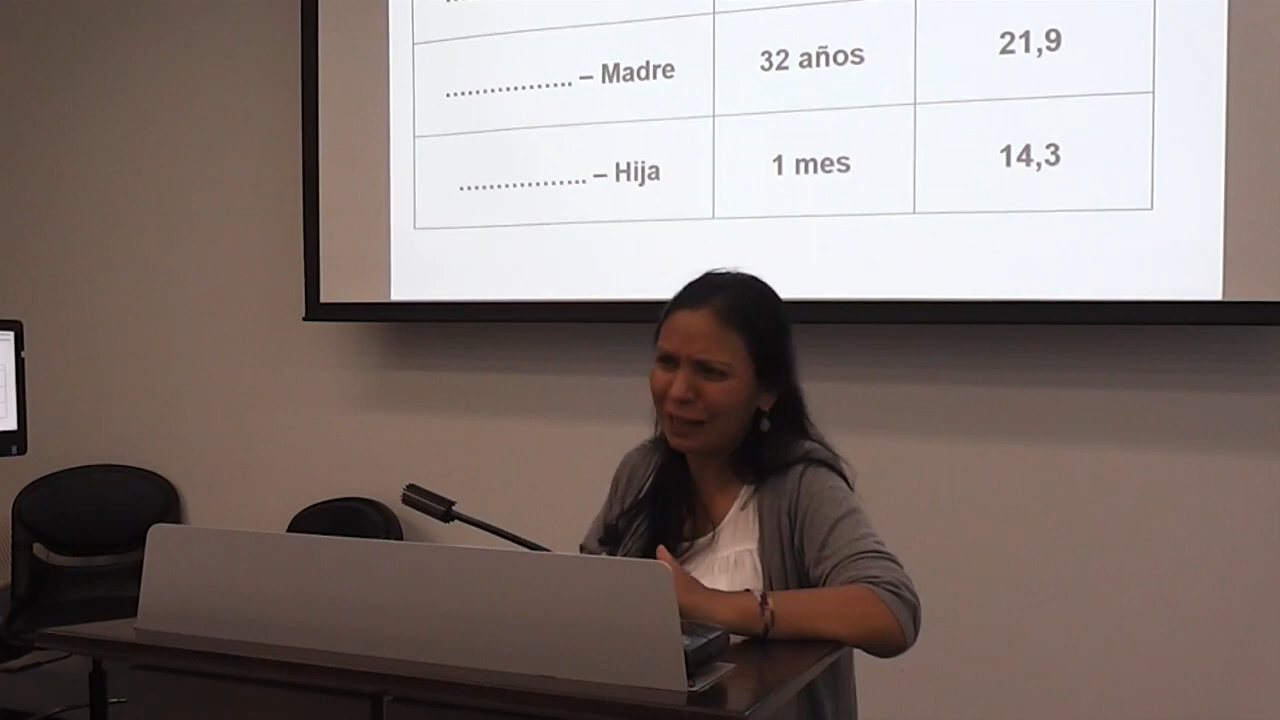 ................. – Madre 32 años 21,9
................. – Hija 1 mes 14,3